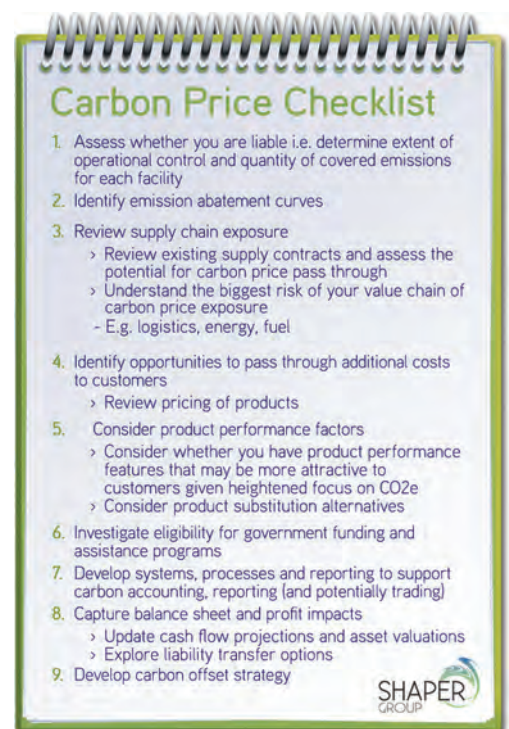 Carbon Price Checklist
1. Assess whether you are liable i.e. determine extent of
operational control and quantity of covered emissions
for each facility
2. Identify emission abatement curves
3. Review supply chain exposure
› Review existing supply contracts and assess the
potential for carbon price pass through
› Understand the biggest risk of your value chain of
carbon price exposure
- E.g. logistics, energy, fuel
4. Identify opportunities to pass through additional costs
to customers
› Review pricing of products
5. Consider product performance factors
› Consider whether you have product performance
features that may be more attractive to
customers given heightened focus on CO2e
› Consider product substitution alternatives
6. Investigate eligibility for government funding and
assistance programs
7. Develop systems, processes and reporting to support
carbon accounting, reporting (and potentially trading)
8. Capture balance sheet and profit impacts
› Update cash flow projections and asset valuations
› Explore liability transfer options
9. Develop carbon offset strategy
SHAPER
GROUP